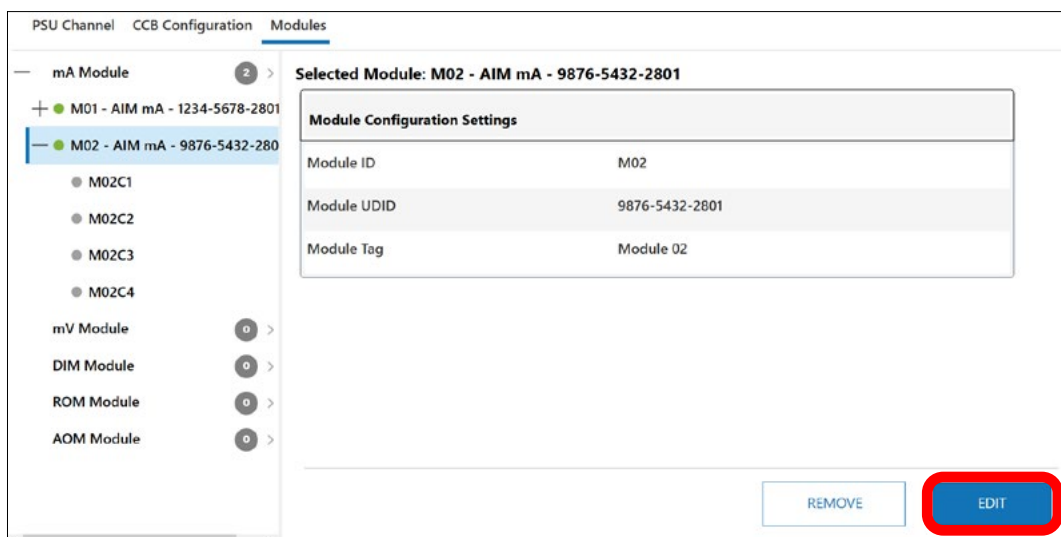 PSU Channel CCB Configuration Modules
mA Module 2
M01 - AIM mA - 1234-5678-2801
M02 - AIM mA - 9876-5432-280
M02C1
M02C2
M02C3
M02C4
mV Module 0
DIM Module 0
ROM Module 0
AOM Module 0
Selected Module: M02 - AIM mA - 9876-5432-2801
Module Configuration Settings
Module ID M02
Module UDID 9876-5432-2801
Module Tag Module 02
REMOVE EDIT